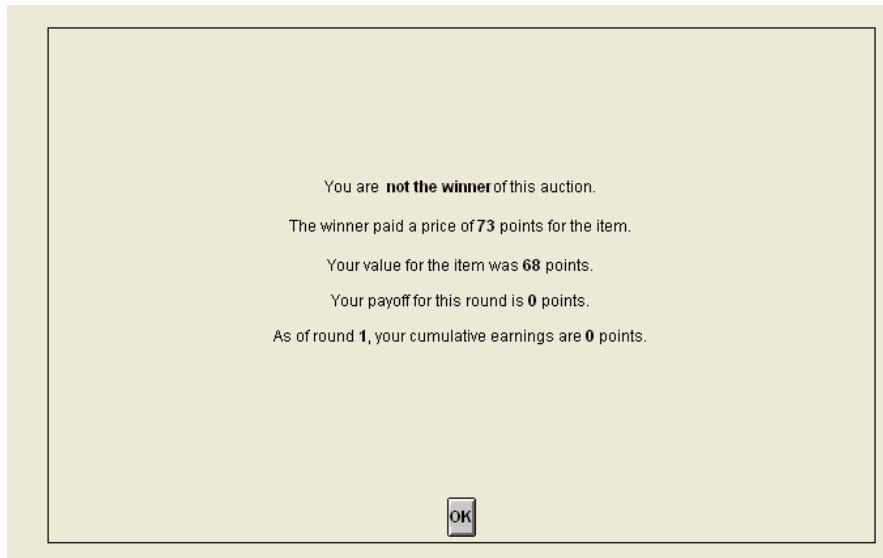 You are not the winner of this auction.
The winner paid a price of 73 points for the item.
Your value for the item was 68 points.
Your payoff for this round is 0 points.
As of round 1, your cumulative earnings are 0 points.
OK